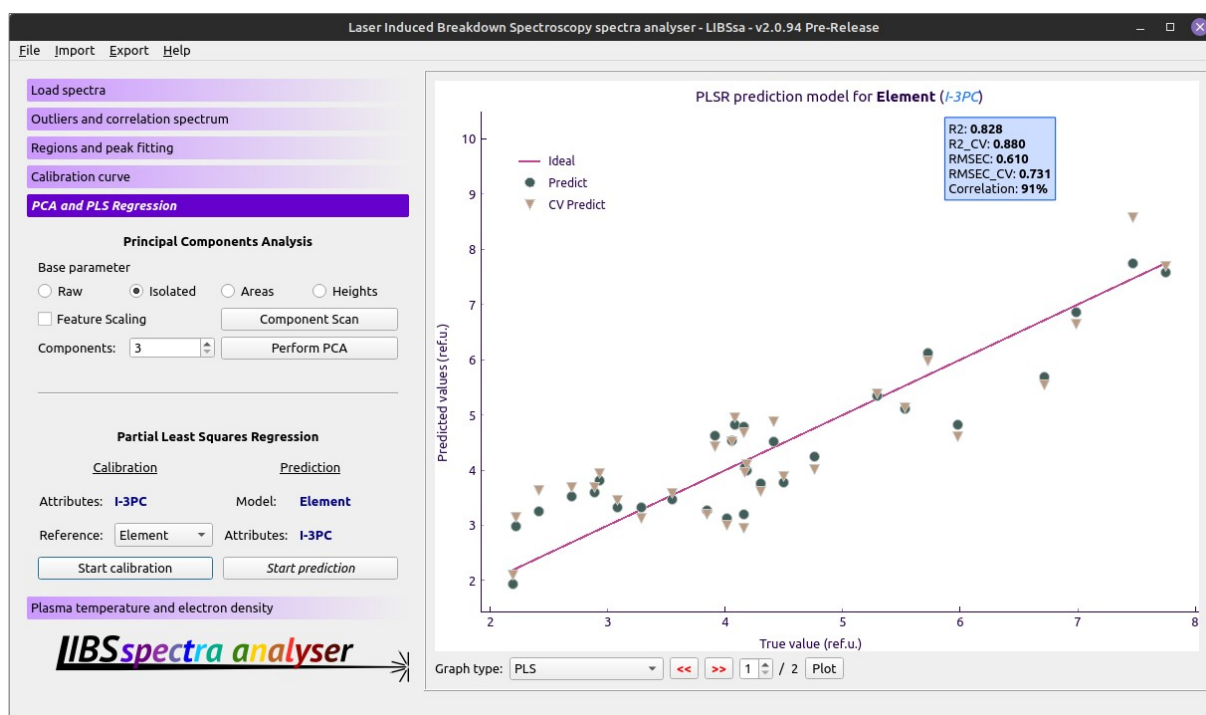 Laser Induced Breakdown Spectroscopy spectra analyser - LIBSsa - v2.0.94 Pre-Release
File Import Export Help
Load spectra
Outliers and correlation spectrum
Regions and peak fitting
Calibration curve
PCA and PLS Regression
Principal Components Analysis
Base parameter
Raw Isolated Areas Heights
Feature Scaling Component Scan
Components: 3 Perform PCA
Partial Least Squares Regression
Calibration Prediction
Attributes: I-3PC Model: Element
Reference: Element Attributes: I-3PC
Start calibration Start prediction
Plasma temperature and electron density
LIBSspectra analyser
PLSR prediction model for Element (I-3PC)
R2: 0.828
R2_CV: 0.880
RMSEC: 0.610
RMSEC_CV: 0.731
Correlation: 91%
Ideal
Predict
CV Predict
10
9
8
7
6
5
4
3
2
Predicted values (ref.u.)
2 3 4 5 6 7 8
True value (ref.u.)
Graph type: PLS << >> 1 / 2 Plot